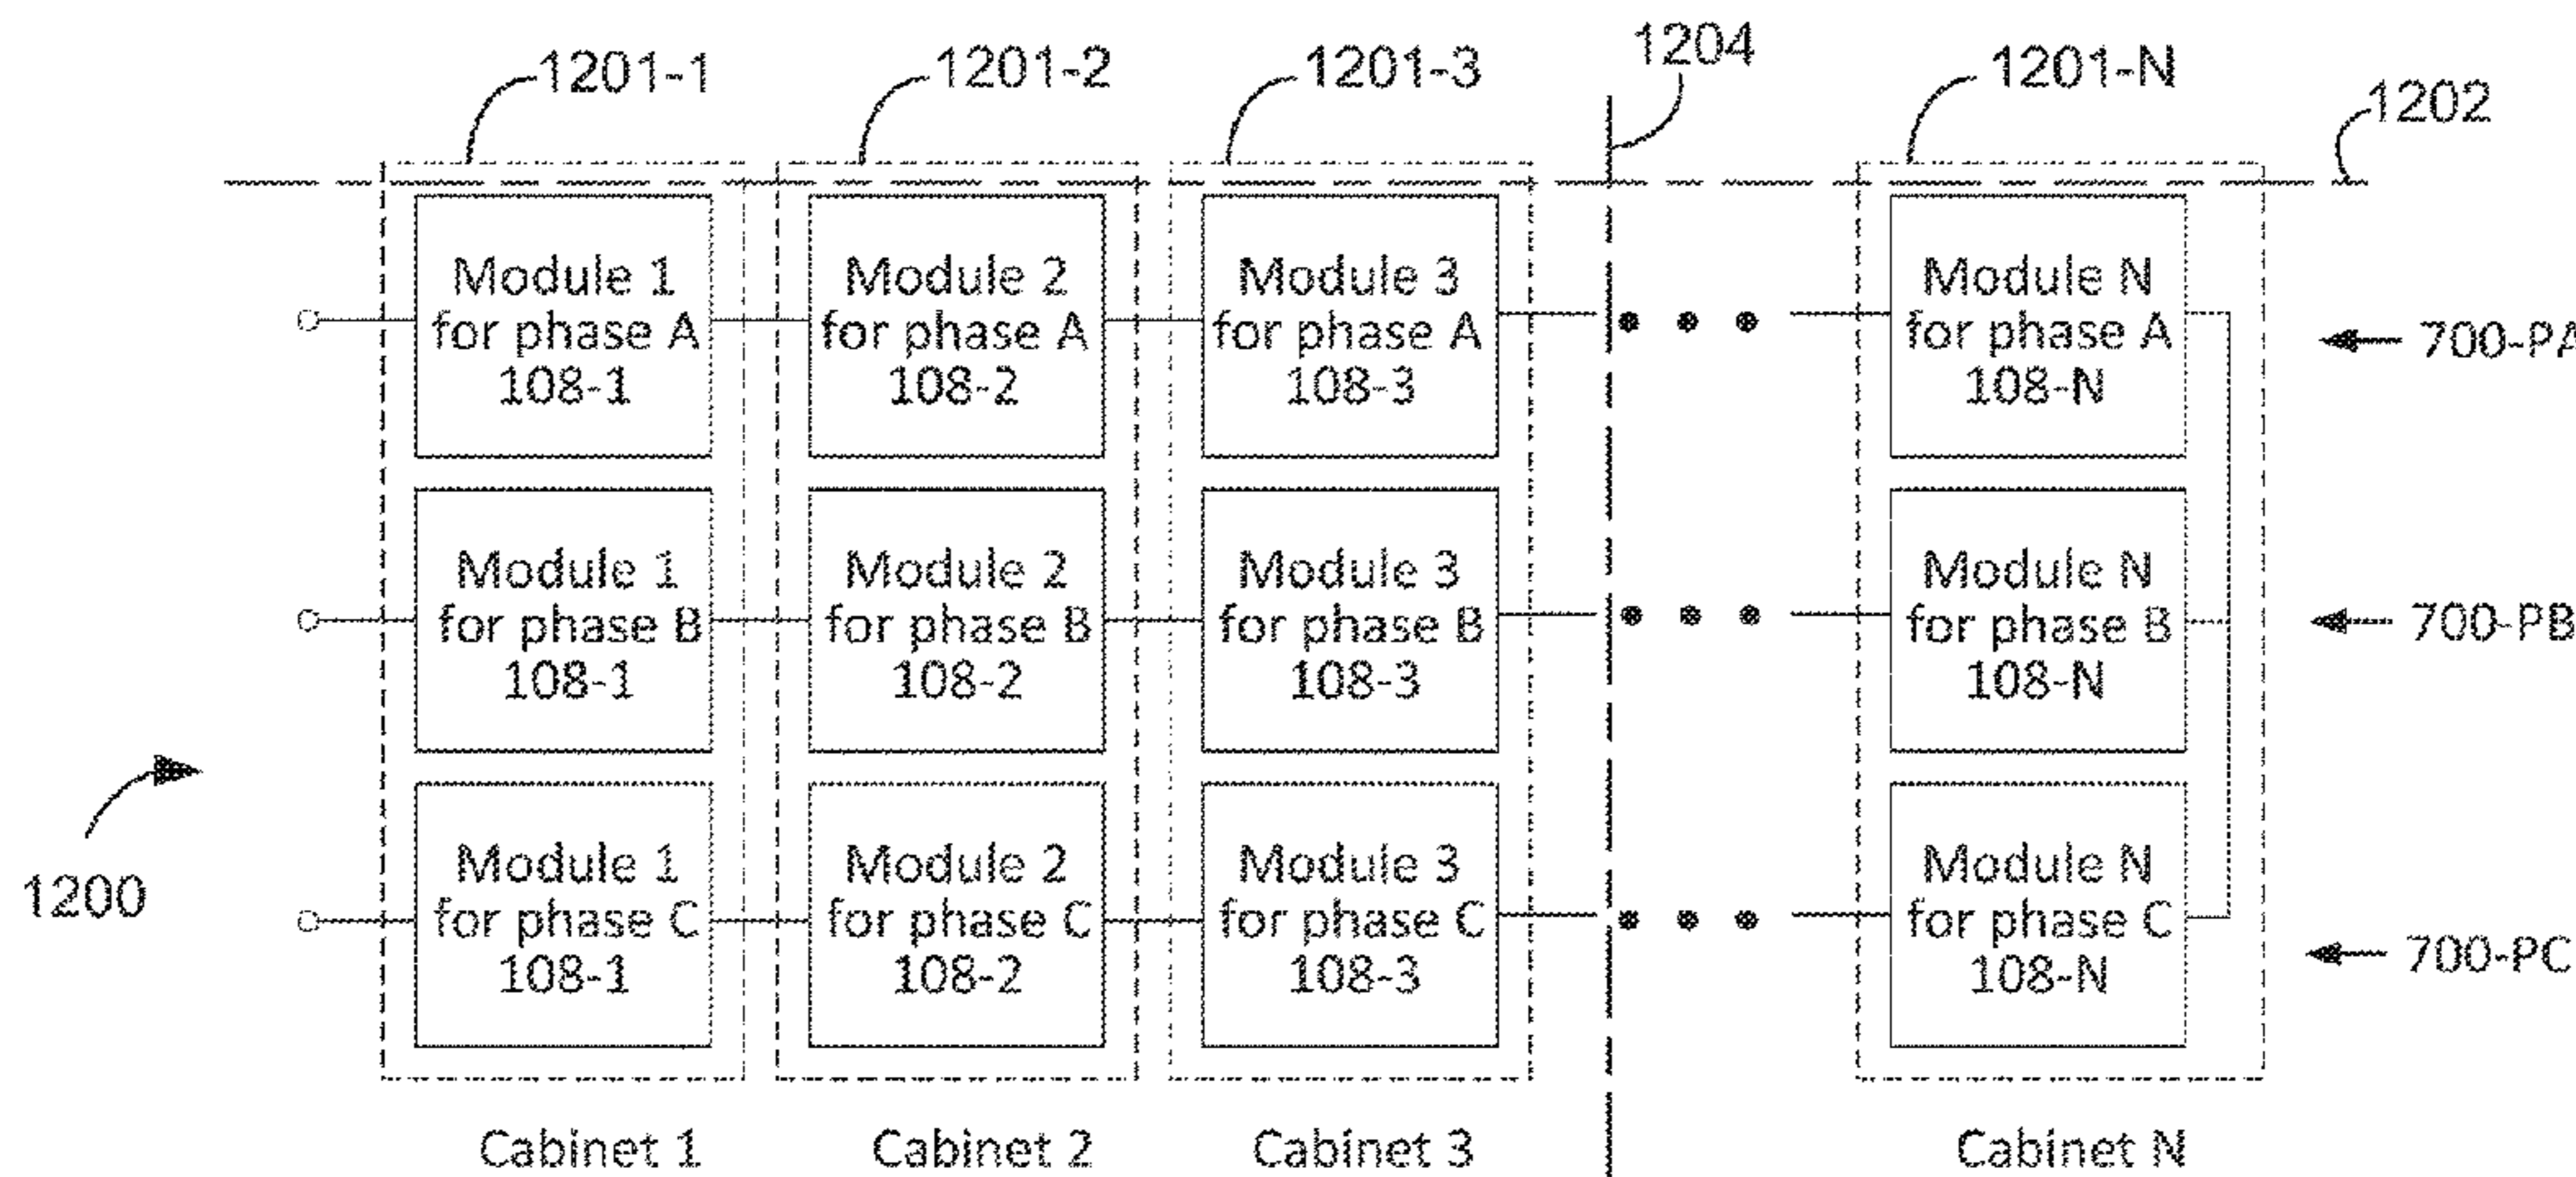 1201-1
1201-2
1201-3
1204
1201-N
1202
Module 1
for phase A
108-1
Module 2
for phase A
108-2
Module 3
for phase A
108-3
Module N
for phase A
108-N
700-PA
Module 1
for phase B
108-1
Module 2
for phase B
108-2
Module 3
for phase B
108-3
Module N
for phase B
108-N
700-PB
1200
Module 1
for phase C
108-1
Module 2
for phase C
108-2
Module 3
for phase C
108-3
Module N
for phase C
108-N
700-PC
Cabinet 1
Cabinet 2
Cabinet 3
Cabinet N